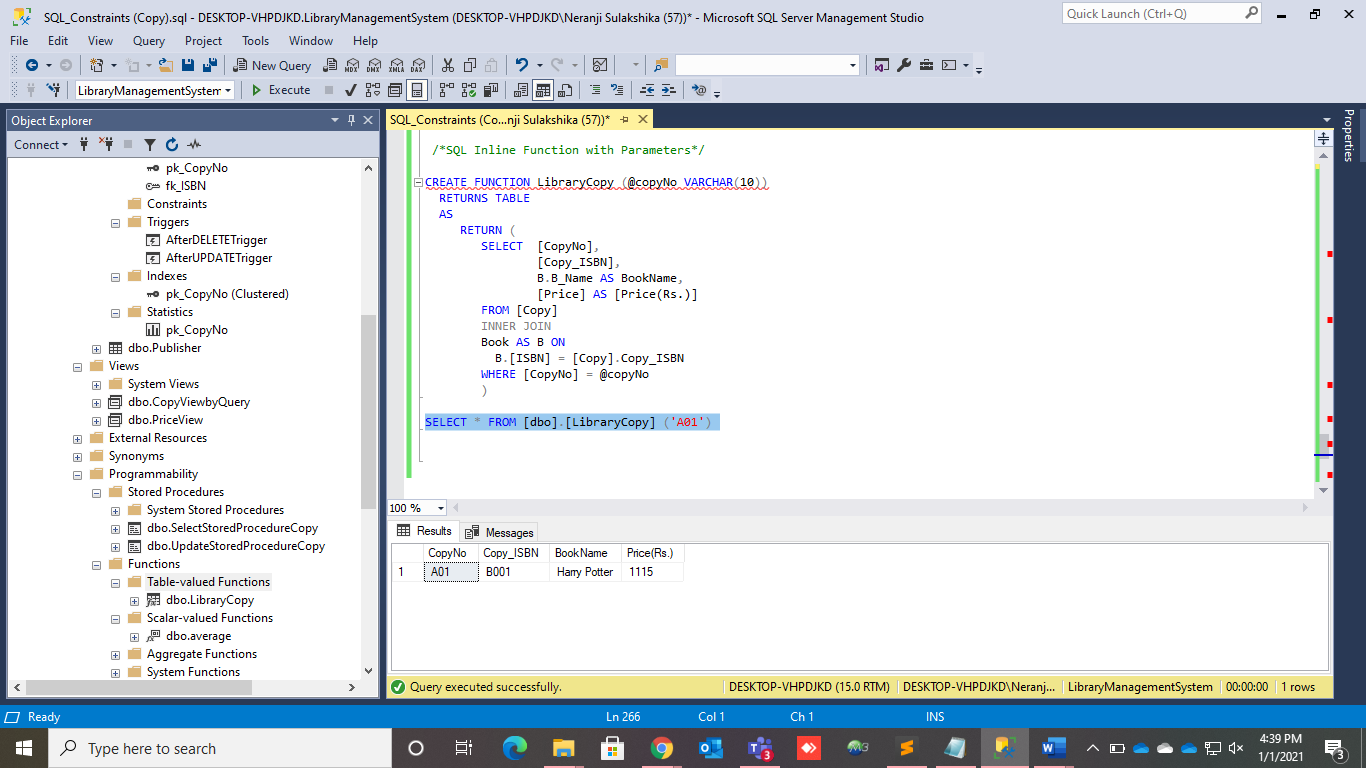 SQL_Constraints (Copy).sql - DESKTOP-VHPDJKD.LibraryManagementSystem (DESKTOP-VHPDJKD\Neranji Sulakshika (57))* - Microsoft SQL Server Management Studio
Quick Launch (Ctrl+Q)
File Edit View Query Project Tools Window Help
New Query MDX DMX XMLA DAX
LibraryManagementSystem Execute
Object Explorer
Connect
pk_CopyNo
fk_ISBN
Constraints
Triggers
AfterDELETETrigger
AfterUPDATETrigger
Indexes
pk_CopyNo (Clustered)
Statistics
pk_CopyNo
dbo.Publisher
Views
System Views
dbo.CopyViewbyQuery
dbo.PriceView
External Resources
Synonyms
Programmability
Stored Procedures
System Stored Procedures
dbo.SelectStoredProcedureCopy
dbo.UpdateStoredProcedureCopy
Functions
Table-valued Functions
dbo.LibraryCopy
Scalar-valued Functions
dbo.average
Aggregate Functions
System Functions
SQL_Constraints (Co...nji Sulakshika (57))*
/*SQL Inline Function with Parameters*/
CREATE FUNCTION LibraryCopy (@copyNo VARCHAR(10))
RETURNS TABLE
AS
RETURN (
SELECT [CopyNo],
[Copy_ISBN],
B.B_Name AS BookName,
[Price] AS [Price(Rs.)]
FROM [Copy]
INNER JOIN
Book AS B ON
B.[ISBN] = [Copy].Copy_ISBN
WHERE [CopyNo] = @copyNo
)
SELECT * FROM [dbo].[LibraryCopy] ('A01')
100 %
Results Messages
CopyNo Copy_ISBN BookName Price(Rs.)
1 A01 B001 Harry Potter 1115
Query executed successfully. DESKTOP-VHPDJKD (15.0 RTM) DESKTOP-VHPDJKD\Neranj... LibraryManagementSystem 00:00:00 1 rows
Properties
Ready Ln 266 Col 1 Ch 1 INS
Type here to search
3
4:39 PM
1/1/2021
3